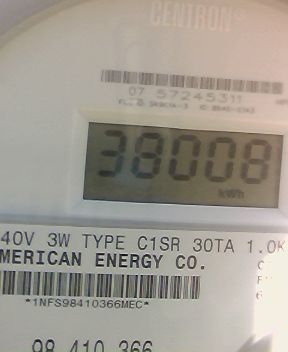 CENTRON®
07 57245311
38008
kWh
40V 3W TYPE C1SR 30TA 1.0K
MERICAN ENERGY CO.
*1NFS98410366MEC*
98 410 366